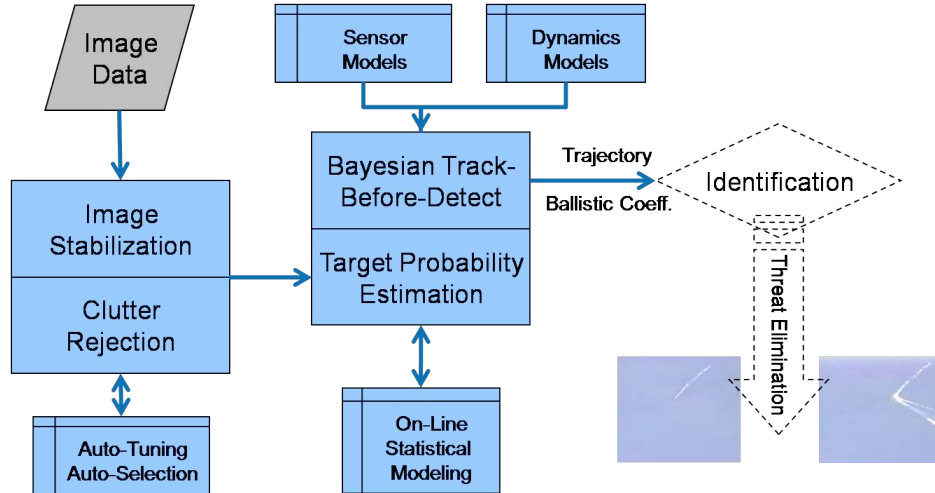 Image
Data
Sensor
Models
Dynamics
Models
Bayesian Track-
Before-Detect
Trajectory
Ballistic Coeff.
Identification
Image
Stabilization
Target Probability
Estimation
Clutter
Rejection
Threat Elimination
Auto-Tuning
Auto-Selection
On-Line
Statistical
Modeling